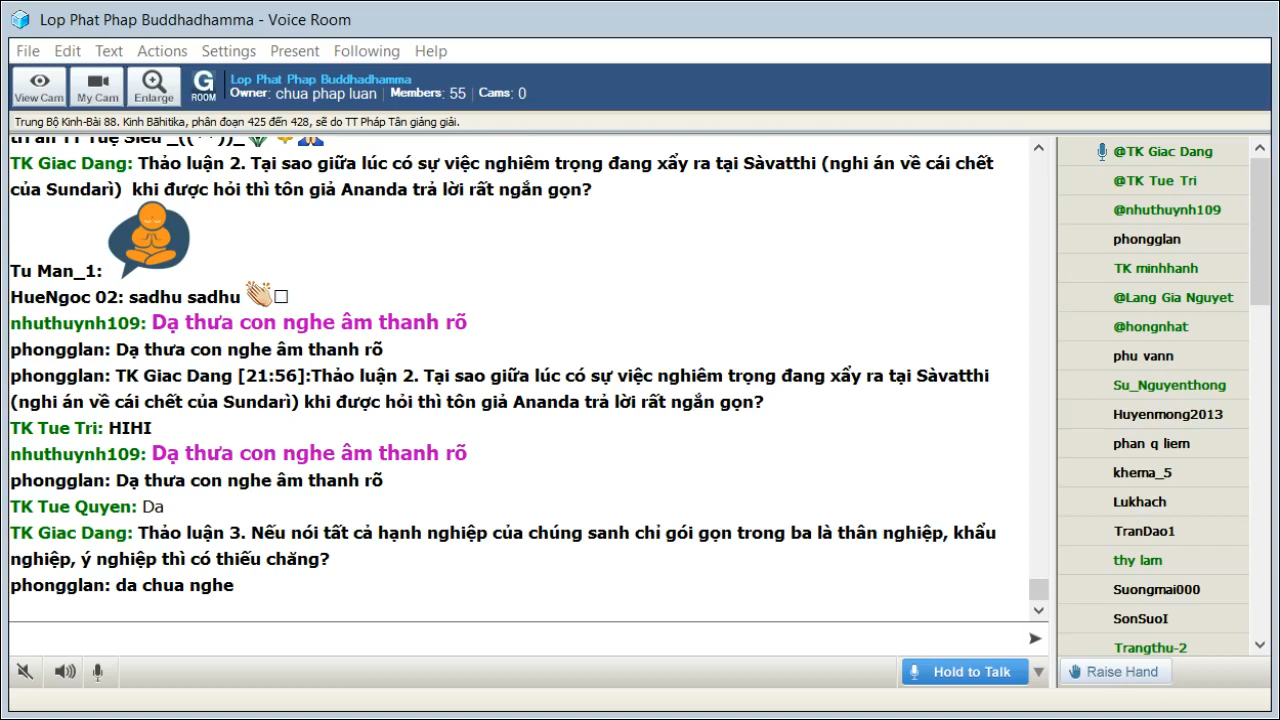 Lop Phat Phap Buddhadhamma - Voice Room
File Edit Text Actions Settings Present Following Help
View Cam My Cam Enlarge G ROOM
Lop Phat Phap Buddhadhamma
Owner: chua phap luan | Members: 55 | Cams: 0
Trung Bộ Kinh-Bài 88. Kinh Bāhitika, phân đoạn 425 đến 428, sẽ do TT Pháp Tân giảng giải.
tri ân TT Tuệ Siêu _((^^))_
TK Giac Dang: Thảo luận 2. Tại sao giữa lúc có sự việc nghiêm trọng đang xẩy ra tại Sàvatthi (nghi án về cái chết
của Sundarì) khi được hỏi thì tôn giả Ananda trả lời rất ngắn gọn?
Tu Man_1:
HueNgoc 02: sadhu sadhu
nhuthuynh109: Dạ thưa con nghe âm thanh rõ
phongglan: Dạ thưa con nghe âm thanh rõ
phongglan: TK Giac Dang [21:56]:Thảo luận 2. Tại sao giữa lúc có sự việc nghiêm trọng đang xẩy ra tại Sàvatthi
(nghi án về cái chết của Sundarì) khi được hỏi thì tôn giả Ananda trả lời rất ngắn gọn?
TK Tue Tri: HIHI
nhuthuynh109: Dạ thưa con nghe âm thanh rõ
phongglan: Dạ thưa con nghe âm thanh rõ
TK Tue Quyen: Da
TK Giac Dang: Thảo luận 3. Nếu nói tất cả hạnh nghiệp của chúng sanh chỉ gói gọn trong ba là thân nghiệp, khẩu
nghiệp, ý nghiệp thì có thiếu chăng?
phongglan: da chua nghe
@TK Giac Dang
@TK Tue Tri
@nhuthuynh109
phongglan
TK minhhanh
@Lang Gia Nguyet
@hongnhat
phu vann
Su_Nguyenthong
Huyenmong2013
phan q liem
khema_5
Lukhach
TranDao1
thy lam
Suongmai000
SonSuoI
Trangthu-2
Hold to Talk
Raise Hand